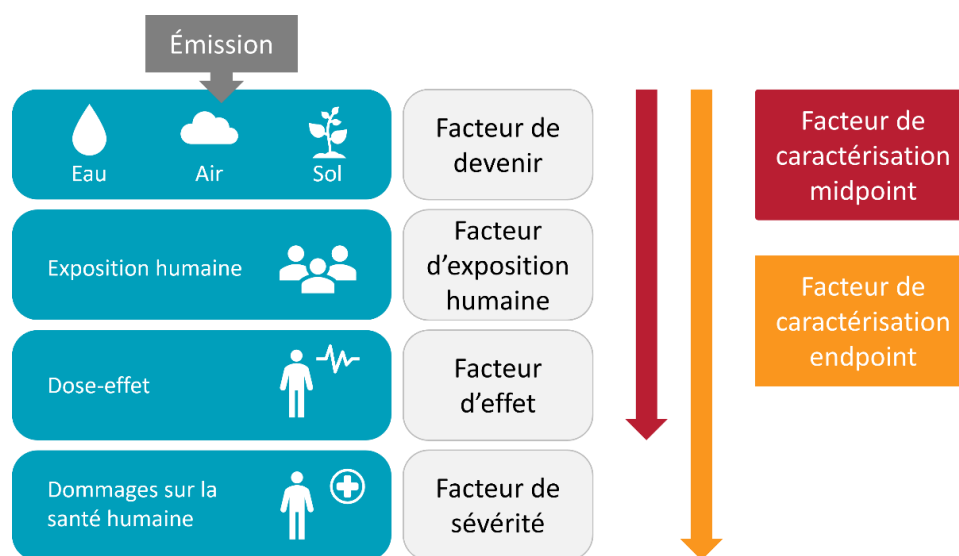 Émission
Eau
Air
Sol
Facteur de
devenir
Facteur de
caractérisation
midpoint
Exposition humaine
Facteur
d’exposition
humaine
Facteur de
caractérisation
endpoint
Dose-effet
Facteur
d’effet
Dommages sur la
santé humaine
Facteur de
sévérité